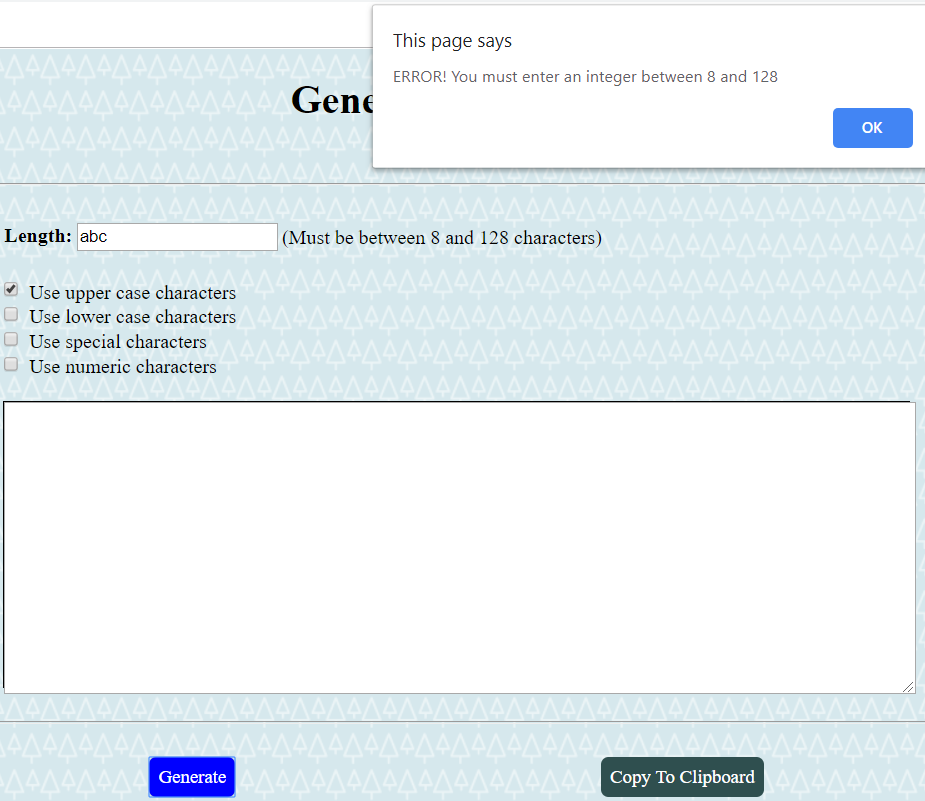 This page says
ERROR! You must enter an integer between 8 and 128
OK
Gene
Length: abc (Must be between 8 and 128 characters)
Use upper case characters
Use lower case characters
Use special characters
Use numeric characters
Generate Copy To Clipboard